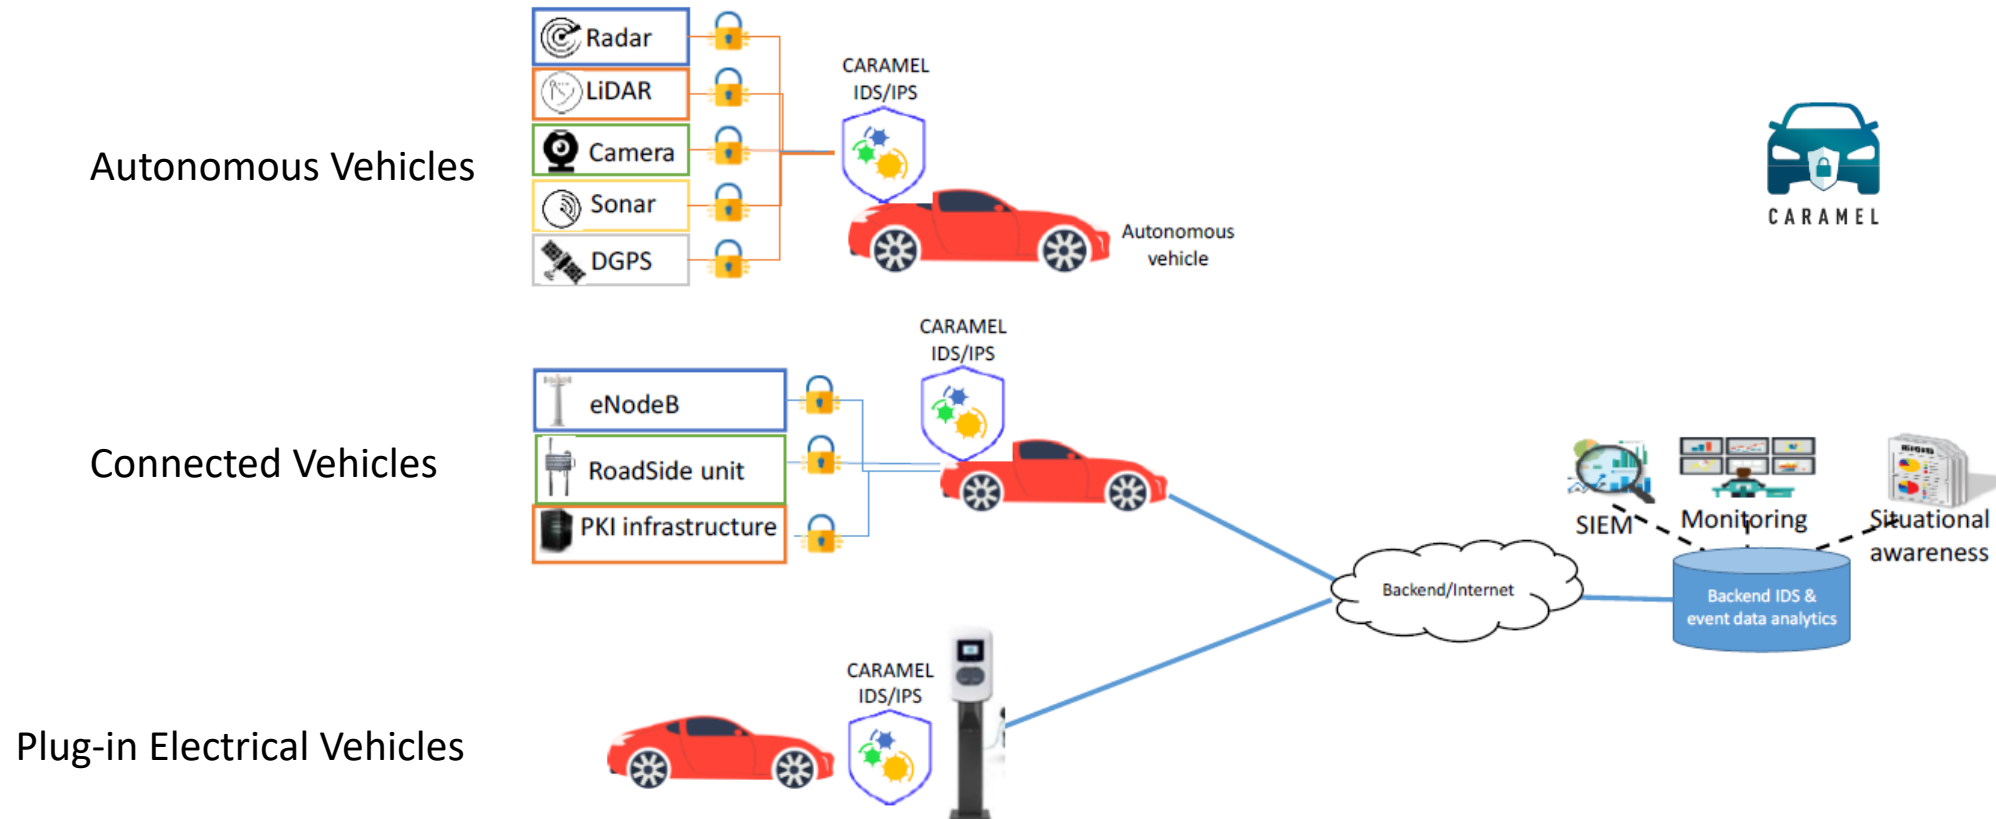 Autonomous Vehicles
Radar
LiDAR
Camera
Sonar
DGPS
CARAMEL
IDS/IPS
Autonomous
vehicle
CARAMEL
Connected Vehicles
eNodeB
RoadSide unit
PKI infrastructure
CARAMEL
IDS/IPS
Backend/Internet
SIEM
Monitoring
Situational
awareness
Backend IDS &
event data analytics
Plug-in Electrical Vehicles
CARAMEL
IDS/IPS